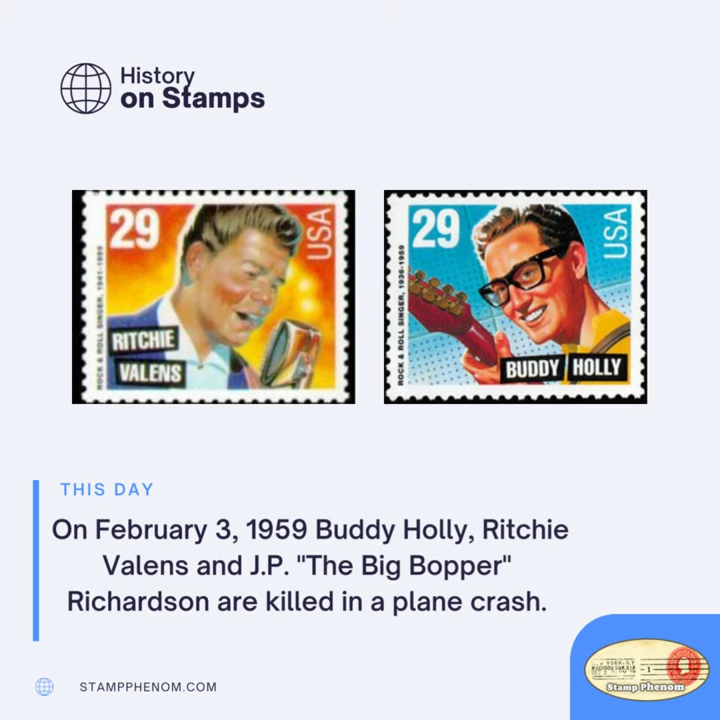 History
on Stamps
29
USA
ROCK & ROLL SINGER, 1941-1959
RITCHIE
VALENS
29
USA
ROCK & ROLL SINGER, 1936-1959
BUDDY HOLLY
THIS DAY
On February 3, 1959 Buddy Holly, Ritchie
Valens and J.P. "The Big Bopper"
Richardson are killed in a plane crash.
STAMPPHENOM.COM
Stamp Phenom